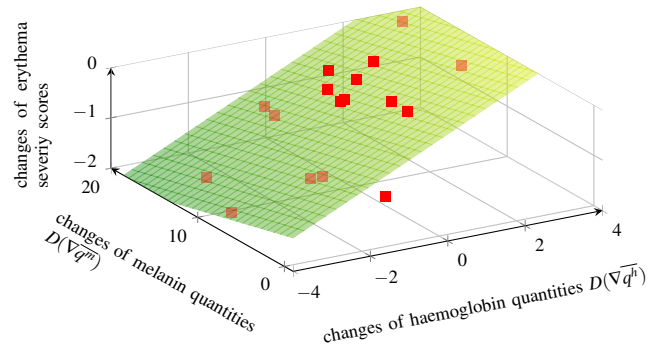 changes of erythema
severiy scores
0
−1
−2
20
10
0
−4
−2
0
2
4
changes of melanin quantities
D(∇q̅ᵐ)
changes of haemoglobin quantities D(∇q̅ʰ)